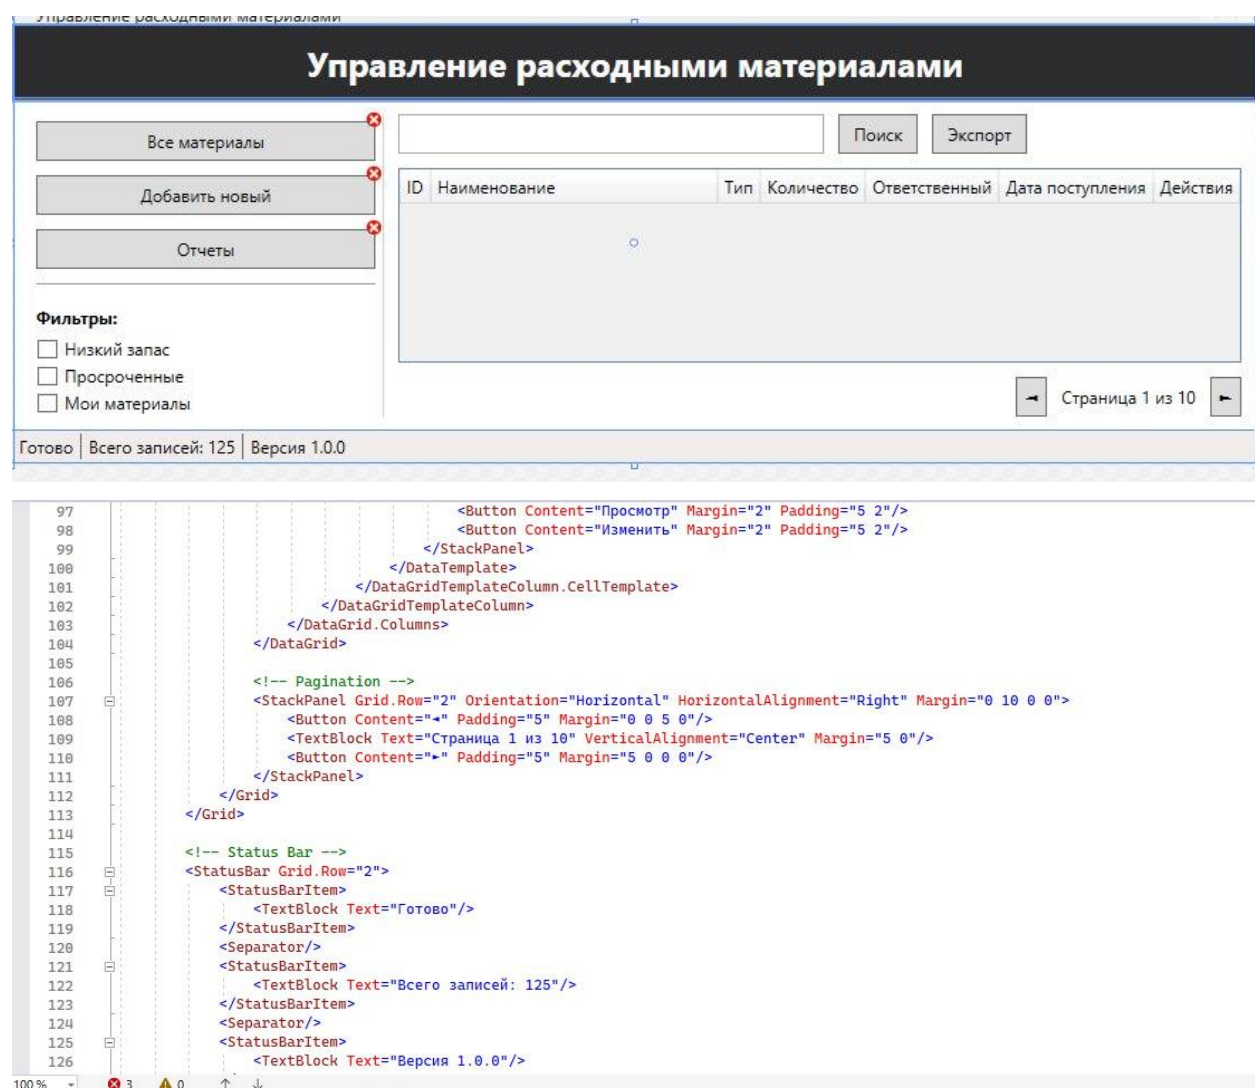 Управление расходными материалами
Управление расходными материалами
Все материалы
Поиск
Экспорт
Добавить новый
ID Наименование Тип Количество Ответственный Дата поступления Действия
Отчеты
Фильтры:
Низкий запас
Просроченные
Мои материалы
◄ Страница 1 из 10 ►
Готово Всего записей: 125 Версия 1.0.0
97 <Button Content="Просмотр" Margin="2" Padding="5 2"/>
98 <Button Content="Изменить" Margin="2" Padding="5 2"/>
99 </StackPanel>
100 </DataTemplate>
101 </DataGridTemplateColumn.CellTemplate>
102 </DataGridTemplateColumn>
103 </DataGrid.Columns>
104 </DataGrid>
105
106 <!-- Pagination -->
107 <StackPanel Grid.Row="2" Orientation="Horizontal" HorizontalAlignment="Right" Margin="0 10 0 0">
108 <Button Content="◄" Padding="5" Margin="0 0 5 0"/>
109 <TextBlock Text="Страница 1 из 10" VerticalAlignment="Center" Margin="5 0"/>
110 <Button Content="►" Padding="5" Margin="5 0 0 0"/>
111 </StackPanel>
112 </Grid>
113 </Grid>
114
115 <!-- Status Bar -->
116 <StatusBar Grid.Row="2">
117 <StatusBarItem>
118 <TextBlock Text="Готово"/>
119 </StatusBarItem>
120 <Separator/>
121 <StatusBarItem>
122 <TextBlock Text="Всего записей: 125"/>
123 </StatusBarItem>
124 <Separator/>
125 <StatusBarItem>
126 <TextBlock Text="Версия 1.0.0"/>
100 % 3 0 ↑ ↓